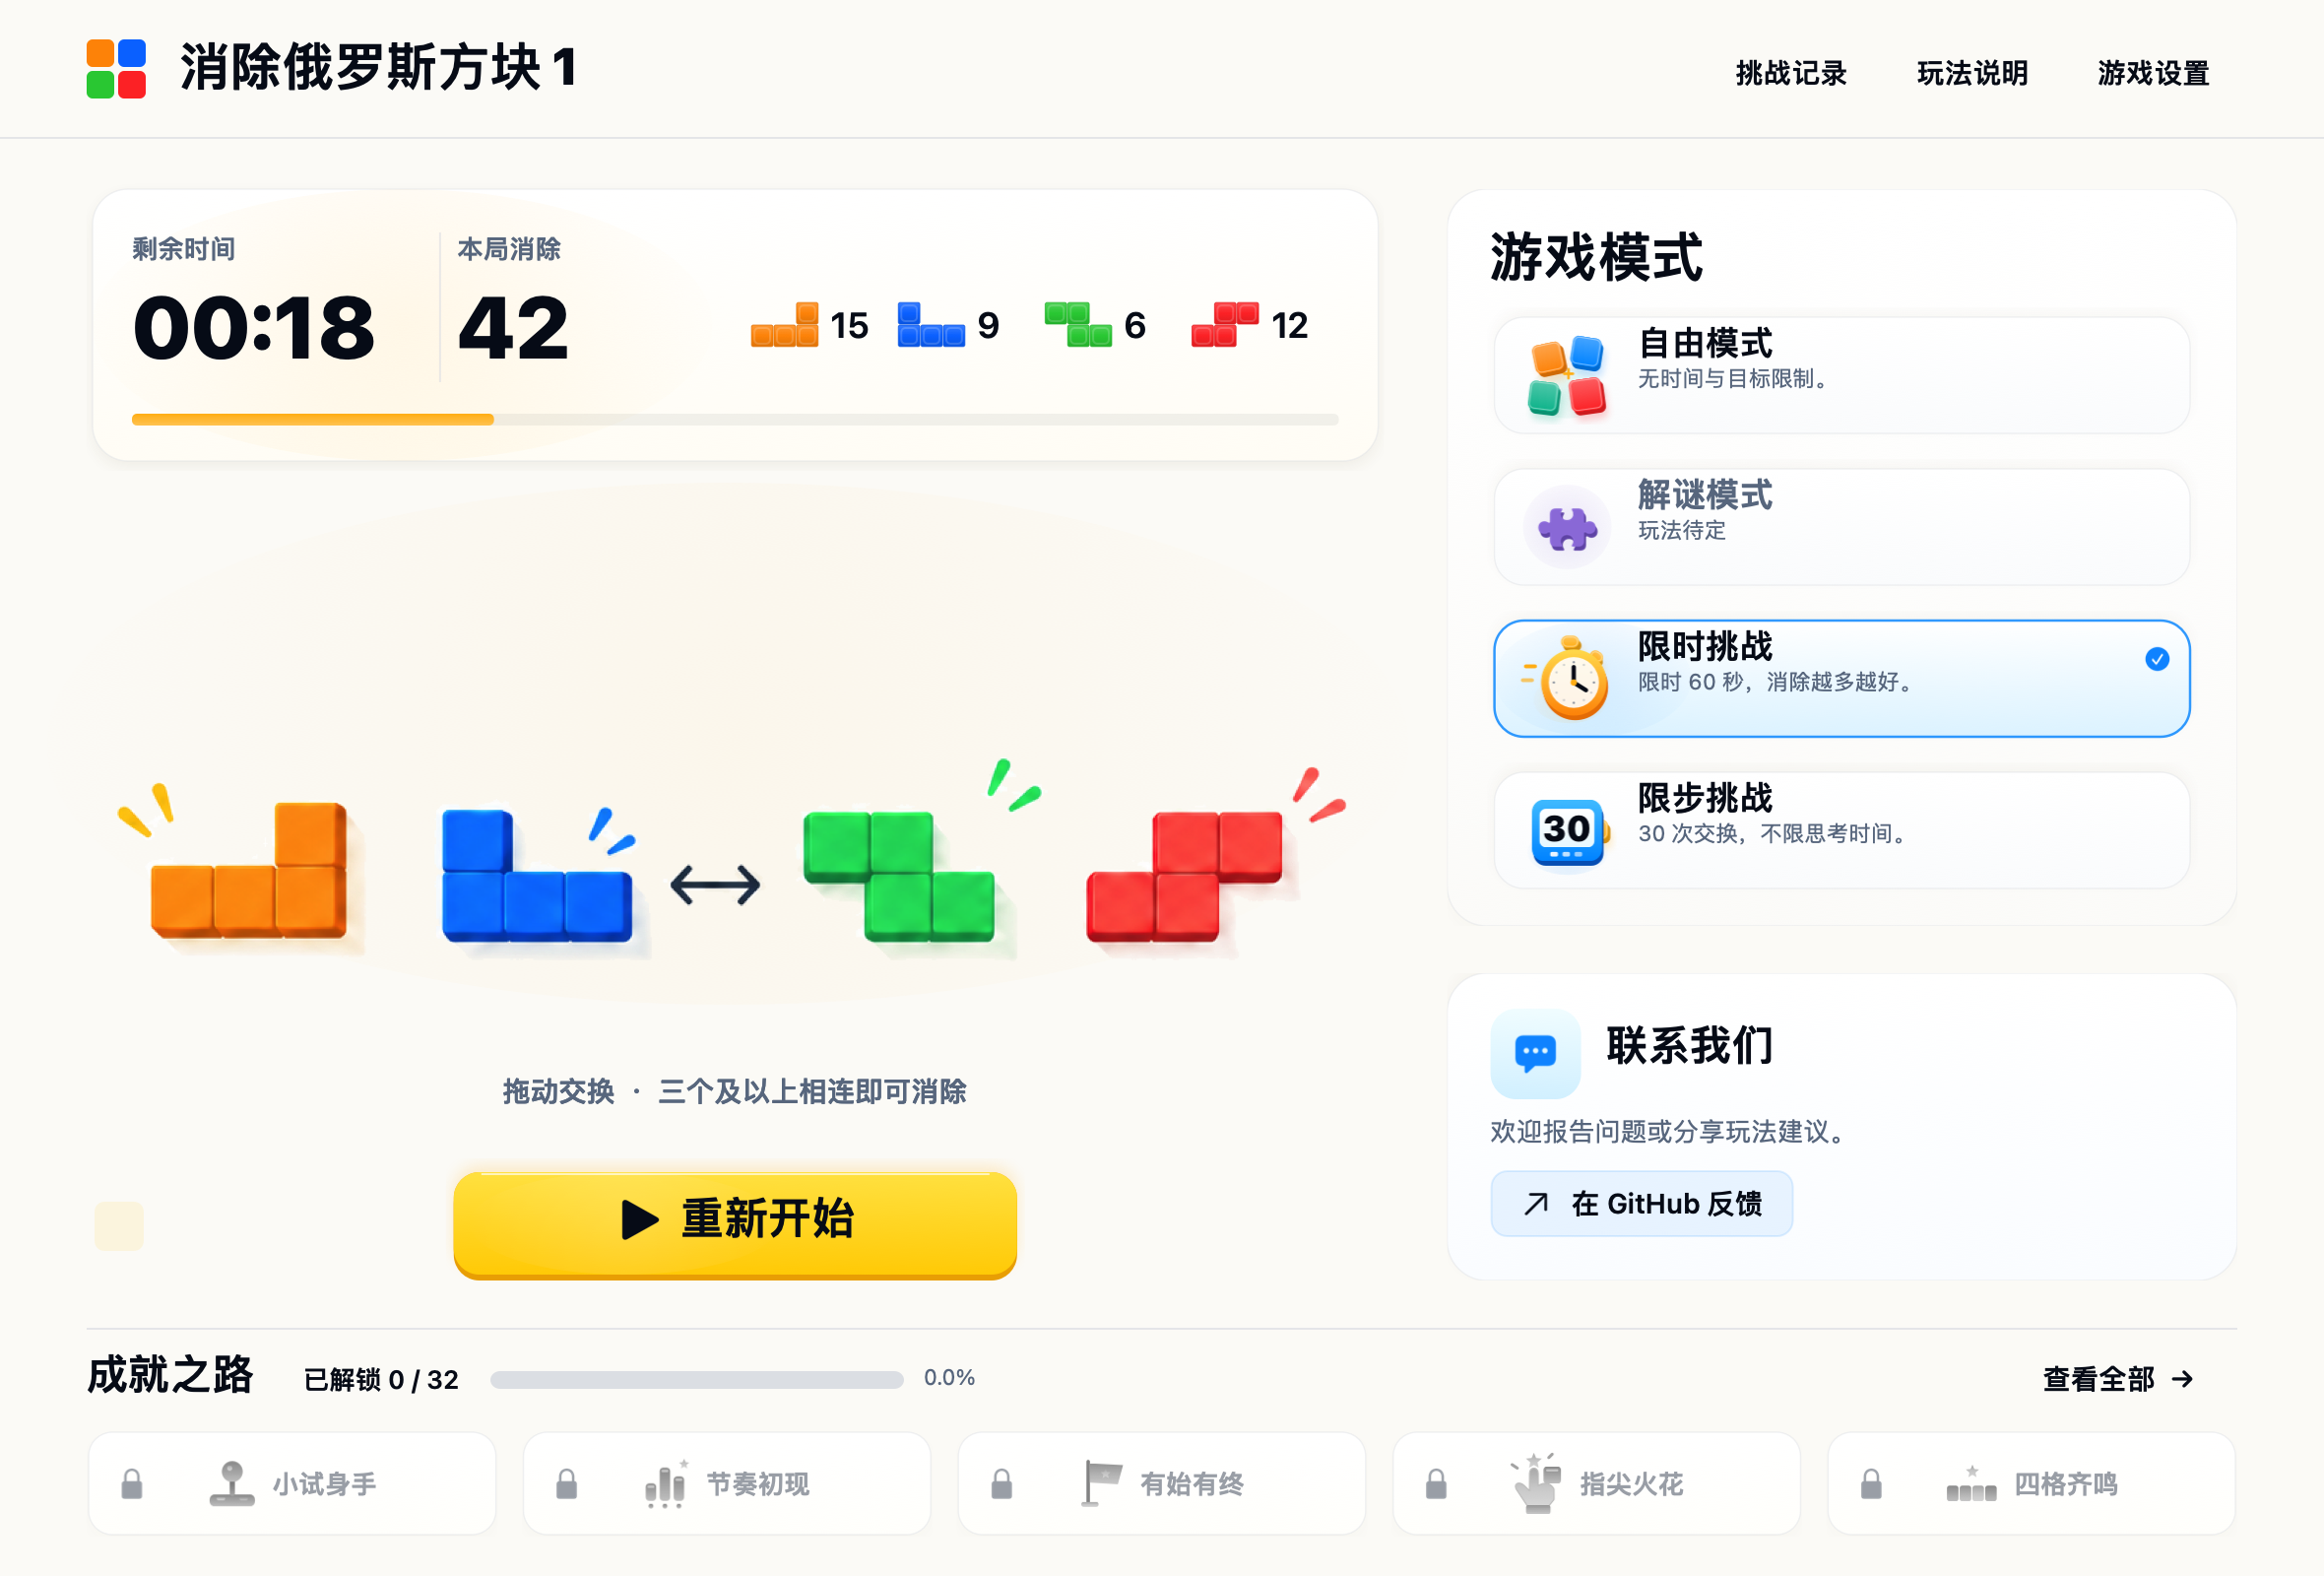 消除俄罗斯方块 1
挑战记录
玩法说明
游戏设置
剩余时间
00:18
本局消除
42
15
9
6
12
拖动交换 · 三个及以上相连即可消除
重新开始
游戏模式
自由模式
无时间与目标限制。
解谜模式
玩法待定
限时挑战
限时 60 秒，消除越多越好。
30
限步挑战
30 次交换，不限思考时间。
联系我们
欢迎报告问题或分享玩法建议。
在 GitHub 反馈
成就之路
已解锁 0 / 32
0.0%
查看全部
小试身手
节奏初现
有始有终
指尖火花
四格齐鸣